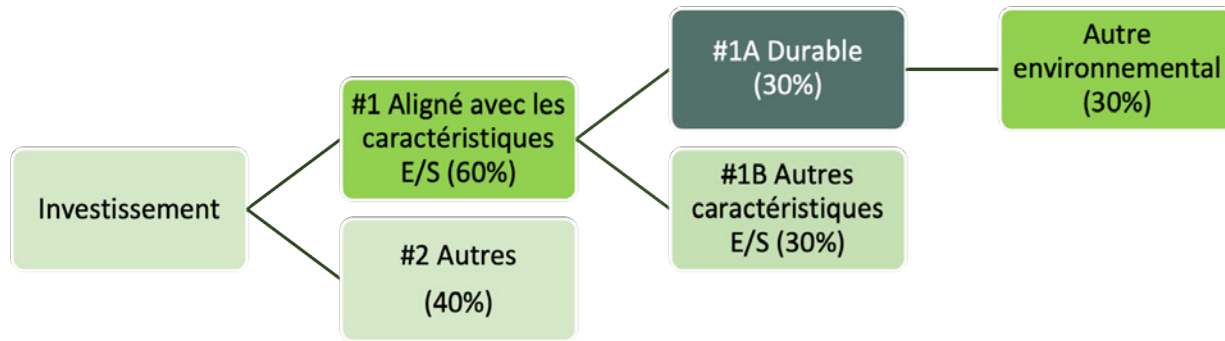 Investissement
#1 Aligné avec les
caractéristiques
E/S (60%)
#2 Autres
(40%)
#1A Durable
(30%)
#1B Autres
caractéristiques
E/S (30%)
Autre
environnemental
(30%)